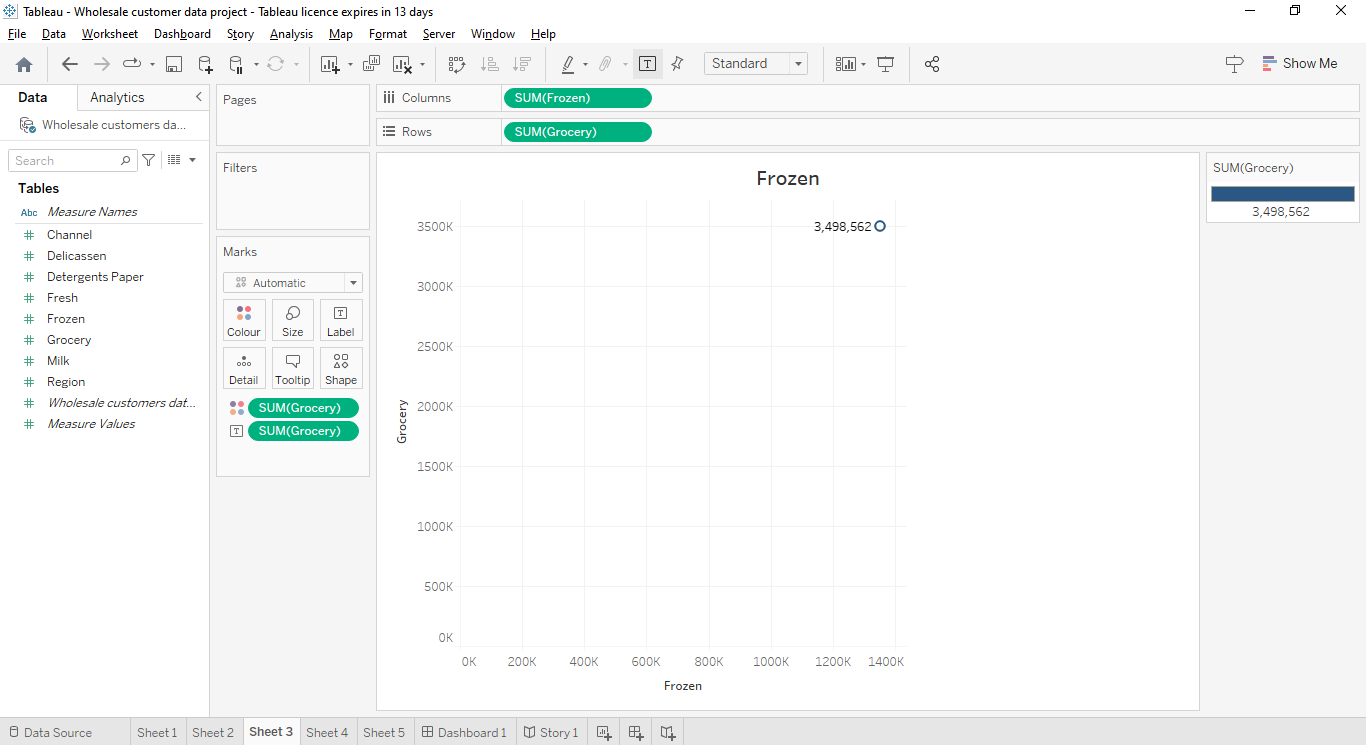 Tableau - Wholesale customer data project - Tableau licence expires in 13 days
File Data Worksheet Dashboard Story Analysis Map Format Server Window Help
Standard
Show Me
Data Analytics
Wholesale customers da...
Search
Tables
Abc Measure Names
Channel
Delicassen
Detergents Paper
Fresh
Frozen
Grocery
Milk
Region
Wholesale customers dat...
Measure Values
Pages
Filters
Marks
Automatic
Colour Size Label
Detail Tooltip Shape
SUM(Grocery)
SUM(Grocery)
Columns SUM(Frozen)
Rows SUM(Grocery)
Frozen
3,498,562
3500K
3000K
2500K
2000K
1500K
1000K
500K
0K
Grocery
0K 200K 400K 600K 800K 1000K 1200K 1400K
Frozen
SUM(Grocery)
3,498,562
Data Source Sheet 1 Sheet 2 Sheet 3 Sheet 4 Sheet 5 Dashboard 1 Story 1